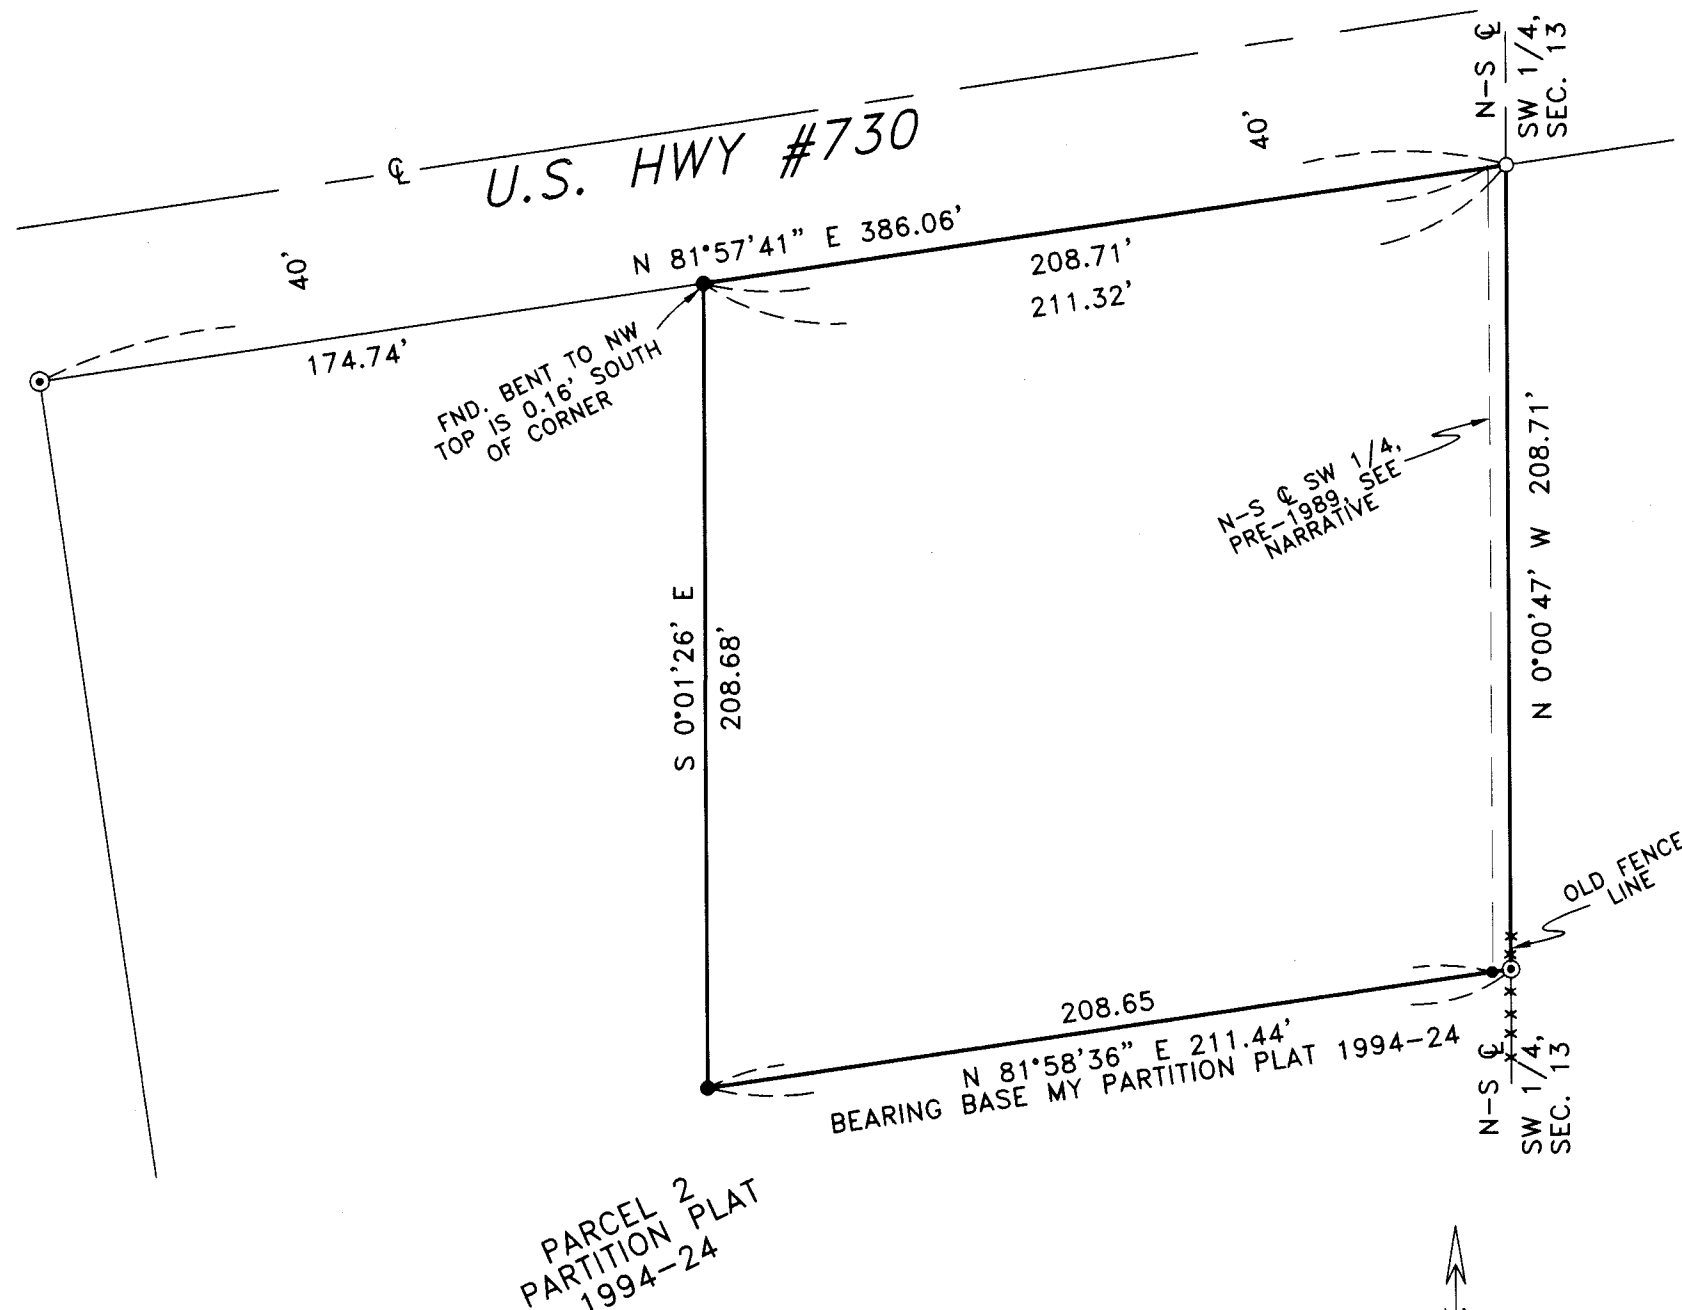 N-S ℄
SW 1/4,
SEC. 13
℄
U.S. HWY #730
40'
40'
N 81°57'41" E 386.06'
208.71'
211.32'
174.74'
FND. BENT TO NW
TOP IS 0.16' SOUTH
OF CORNER
N-S ℄ SW 1/4,
PRE-1989, SEE
NARRATIVE
N 0°00'47' W 208.71'
S 0°01'26' E
208.68'
OLD FENCE
LINE
208.65
N 81°58'36" E 211.44'
BEARING BASE MY PARTITION PLAT 1994-24
N-S ℄
SW 1/4,
SEC. 13
PARCEL 2
PARTITION PLAT
1994-24